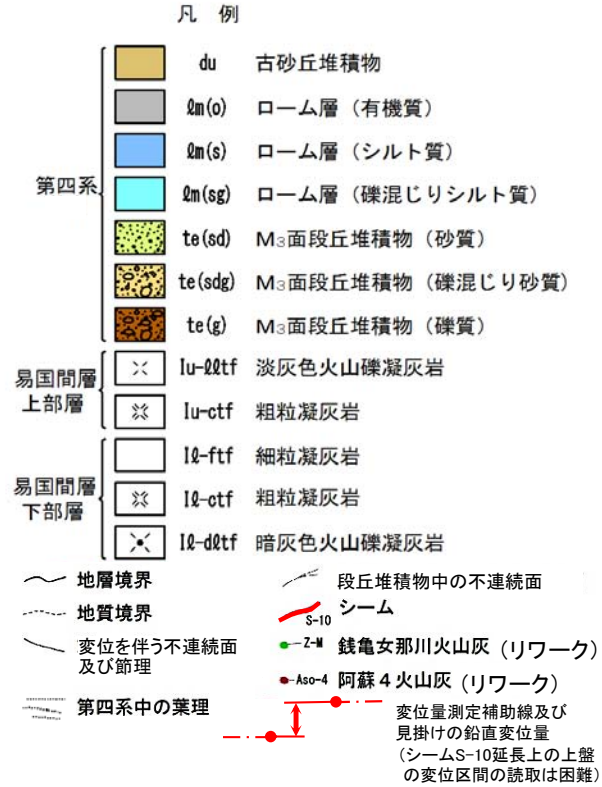 凡 例
第四系
du 古砂丘堆積物
ℓm(o) ローム層（有機質）
ℓm(s) ローム層（シルト質）
ℓm(sg) ローム層（礫混じりシルト質）
te(sd) M₃面段丘堆積物（砂質）
te(sdg) M₃面段丘堆積物（礫混じり砂質）
te(g) M₃面段丘堆積物（礫質）
易国間層
上部層
Iu-ℓℓtf 淡灰色火山礫凝灰岩
Iu-ctf 粗粒凝灰岩
易国間層
下部層
Iℓ-ftf 細粒凝灰岩
Iℓ-ctf 粗粒凝灰岩
Iℓ-dℓtf 暗灰色火山礫凝灰岩
地層境界
地質境界
変位を伴う不連続面
及び節理
第四系中の葉理
段丘堆積物中の不連続面
S-10 シーム
Z-M 銭亀女那川火山灰（リワーク）
Aso-4 阿蘇４火山灰（リワーク）
変位量測定補助線及び
見掛けの鉛直変位量
（シームS-10延長上の上盤
の変位区間の読取は困難）